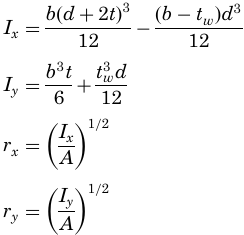 I_x = b(d + 2t)^3/12 − (b − t_w)d^3/12
I_y = b^3t/6 + t_w^3d/12
r_x = (I_x/A)^1/2
r_y = (I_y/A)^1/2